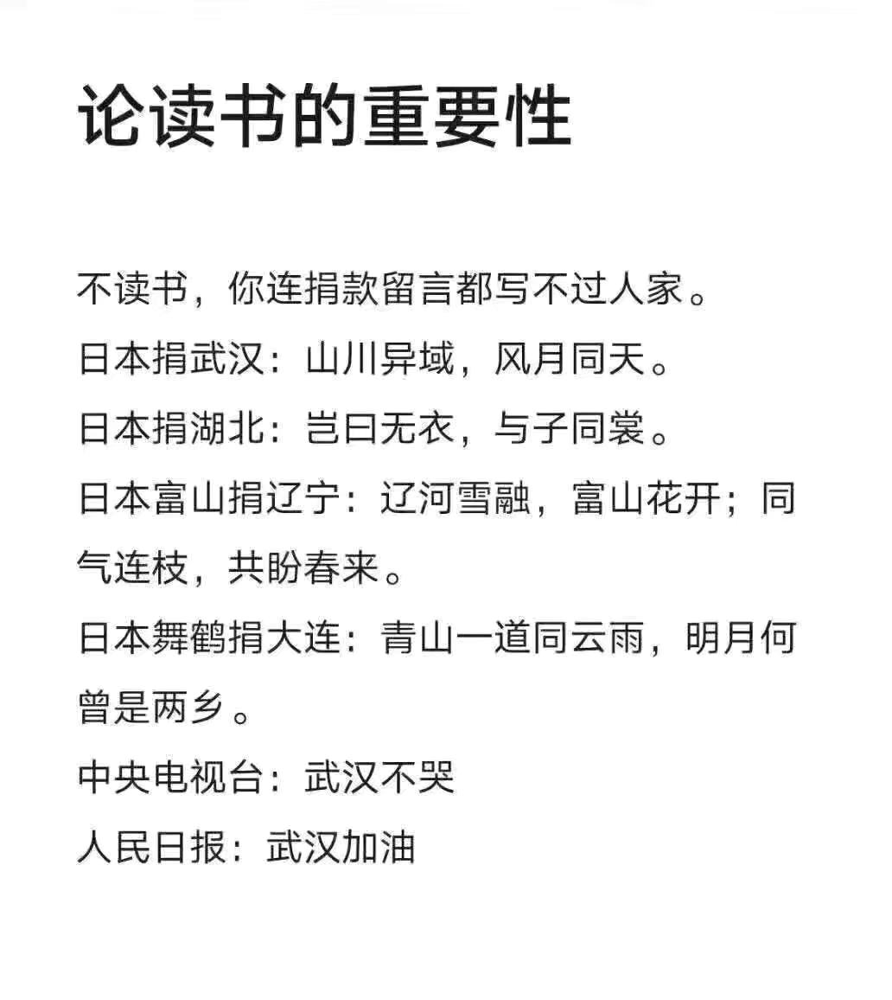 论读书的重要性
不读书，你连捐款留言都写不过人家。
日本捐武汉：山川异域，风月同天。
日本捐湖北：岂曰无衣，与子同裳。
日本富山捐辽宁：辽河雪融，富山花开；同
气连枝，共盼春来。
日本舞鹤捐大连：青山一道同云雨，明月何
曾是两乡。
中央电视台：武汉不哭
人民日报：武汉加油